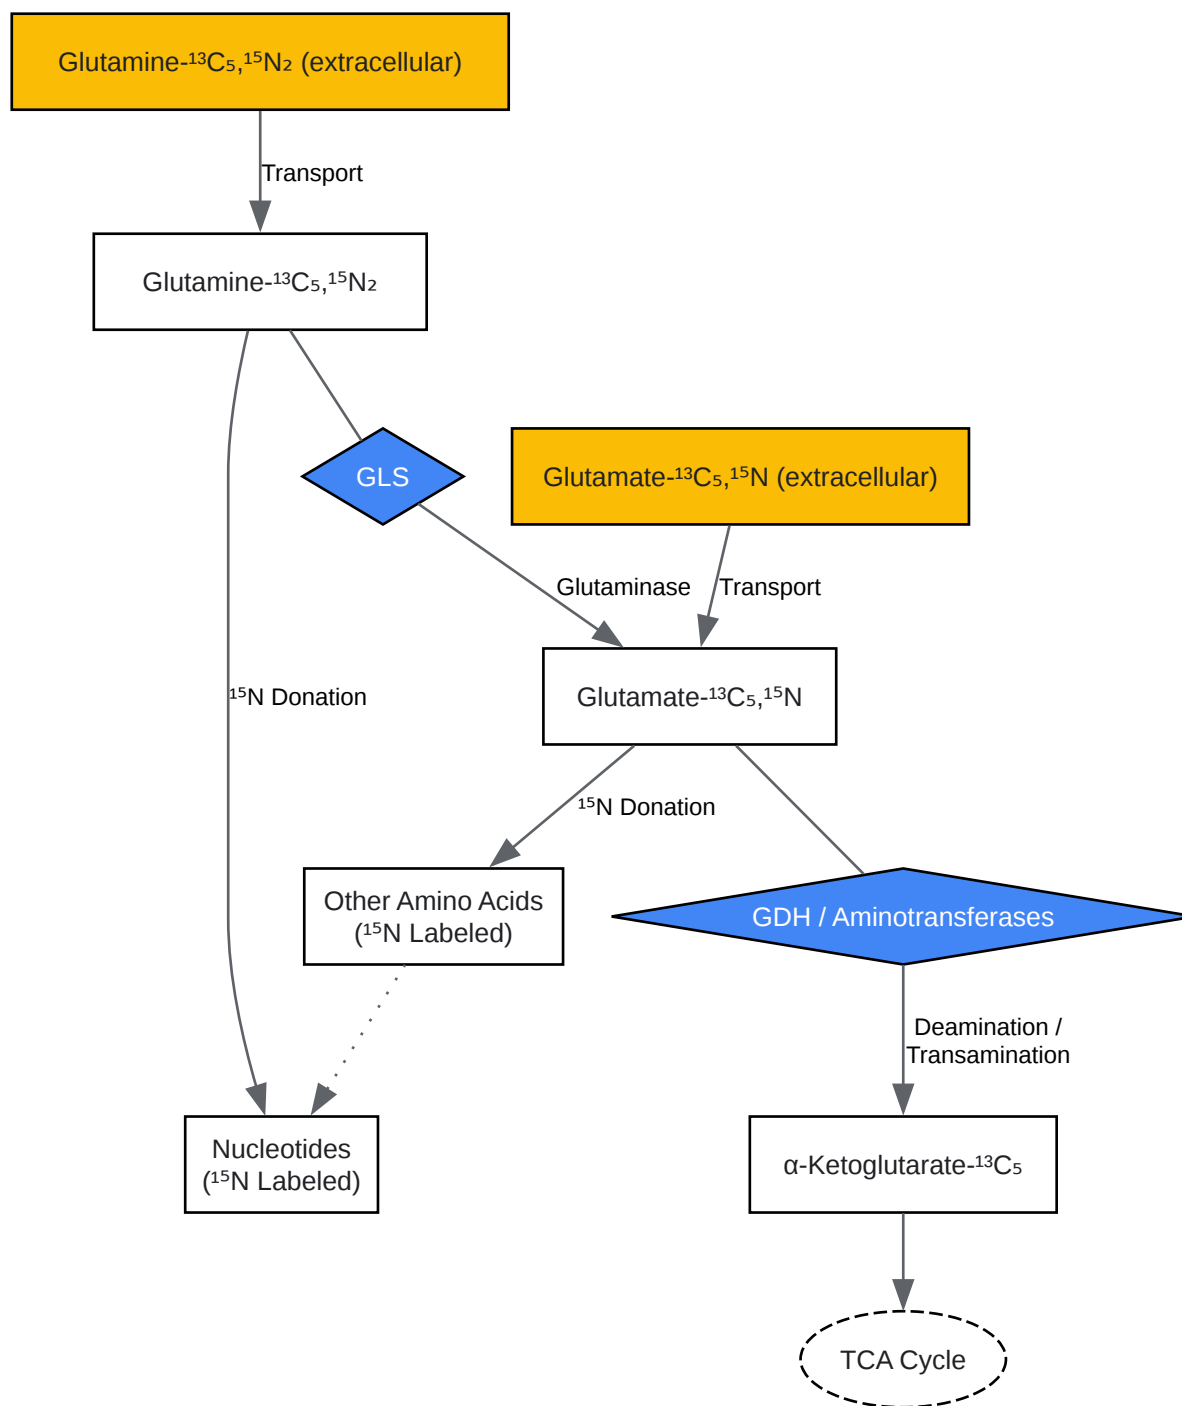 Glutamine-¹³C₅,¹⁵N₂ (extracellular)
Transport
Glutamine-¹³C₅,¹⁵N₂
GLS
Glutamate-¹³C₅,¹⁵N (extracellular)
Glutaminase
Transport
¹⁵N Donation
Glutamate-¹³C₅,¹⁵N
¹⁵N Donation
Other Amino Acids
(¹⁵N Labeled)
GDH / Aminotransferases
Deamination /
Transamination
Nucleotides
(¹⁵N Labeled)
α-Ketoglutarate-¹³C₅
TCA Cycle